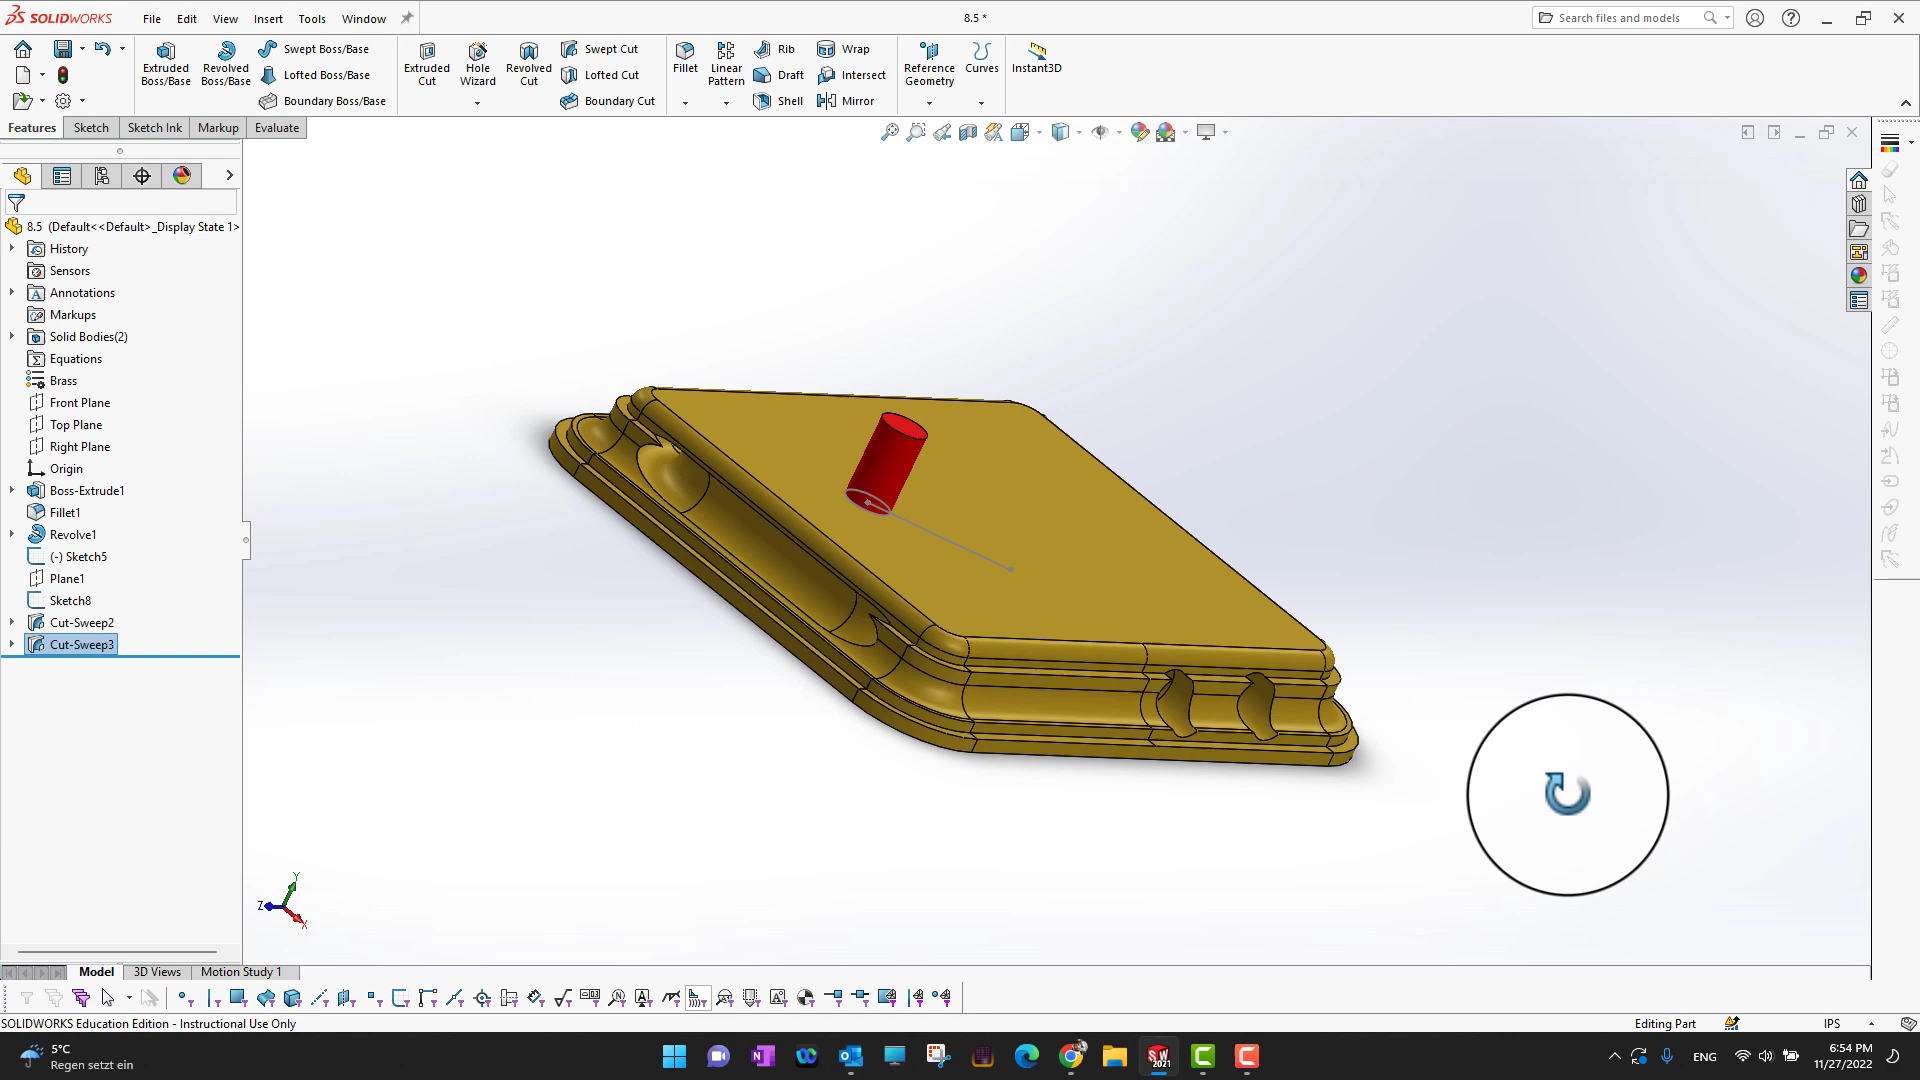 SOLIDWORKS File Edit View Insert Tools Window 8.5 * Search files and models
Extruded Boss/Base
Revolved Boss/Base
Swept Boss/Base
Lofted Boss/Base
Boundary Boss/Base
Extruded Cut
Hole Wizard
Revolved Cut
Swept Cut
Lofted Cut
Boundary Cut
Fillet
Linear Pattern
Rib
Draft
Shell
Wrap
Intersect
Mirror
Reference Geometry
Curves
Instant3D
Features Sketch Sketch Ink Markup Evaluate
8.5 (Default<<Default>_Display State 1>
History
Sensors
Annotations
Markups
Solid Bodies(2)
Equations
Brass
Front Plane
Top Plane
Right Plane
Origin
Boss-Extrude1
Fillet1
Revolve1
(-) Sketch5
Plane1
Sketch8
Cut-Sweep2
Cut-Sweep3
Y
Z
X
Model 3D Views Motion Study 1
SOLIDWORKS Education Edition - Instructional Use Only Editing Part IPS
5°C
Regen setzt ein
SW
2021
ENG
6:54 PM
11/27/2022